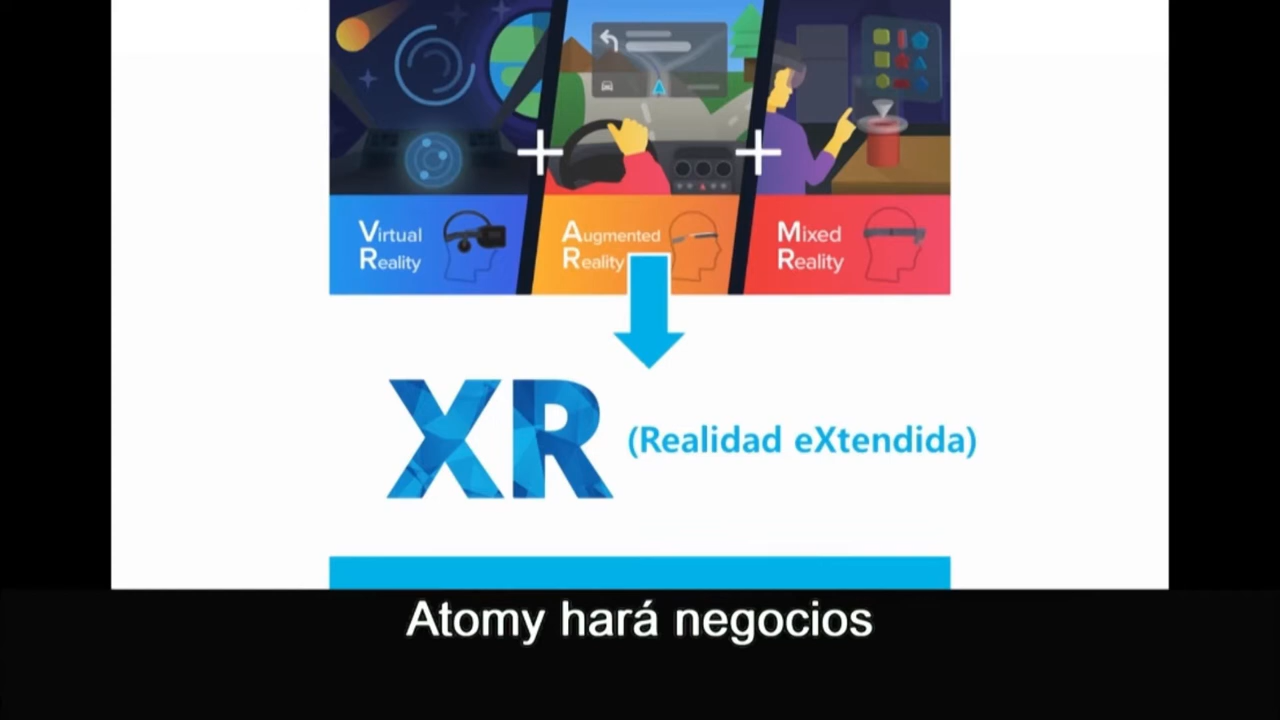 Virtual
Reality
Augmented
Reality
Mixed
Reality
XR
(Realidad eXtendida)
Atomy hará negocios